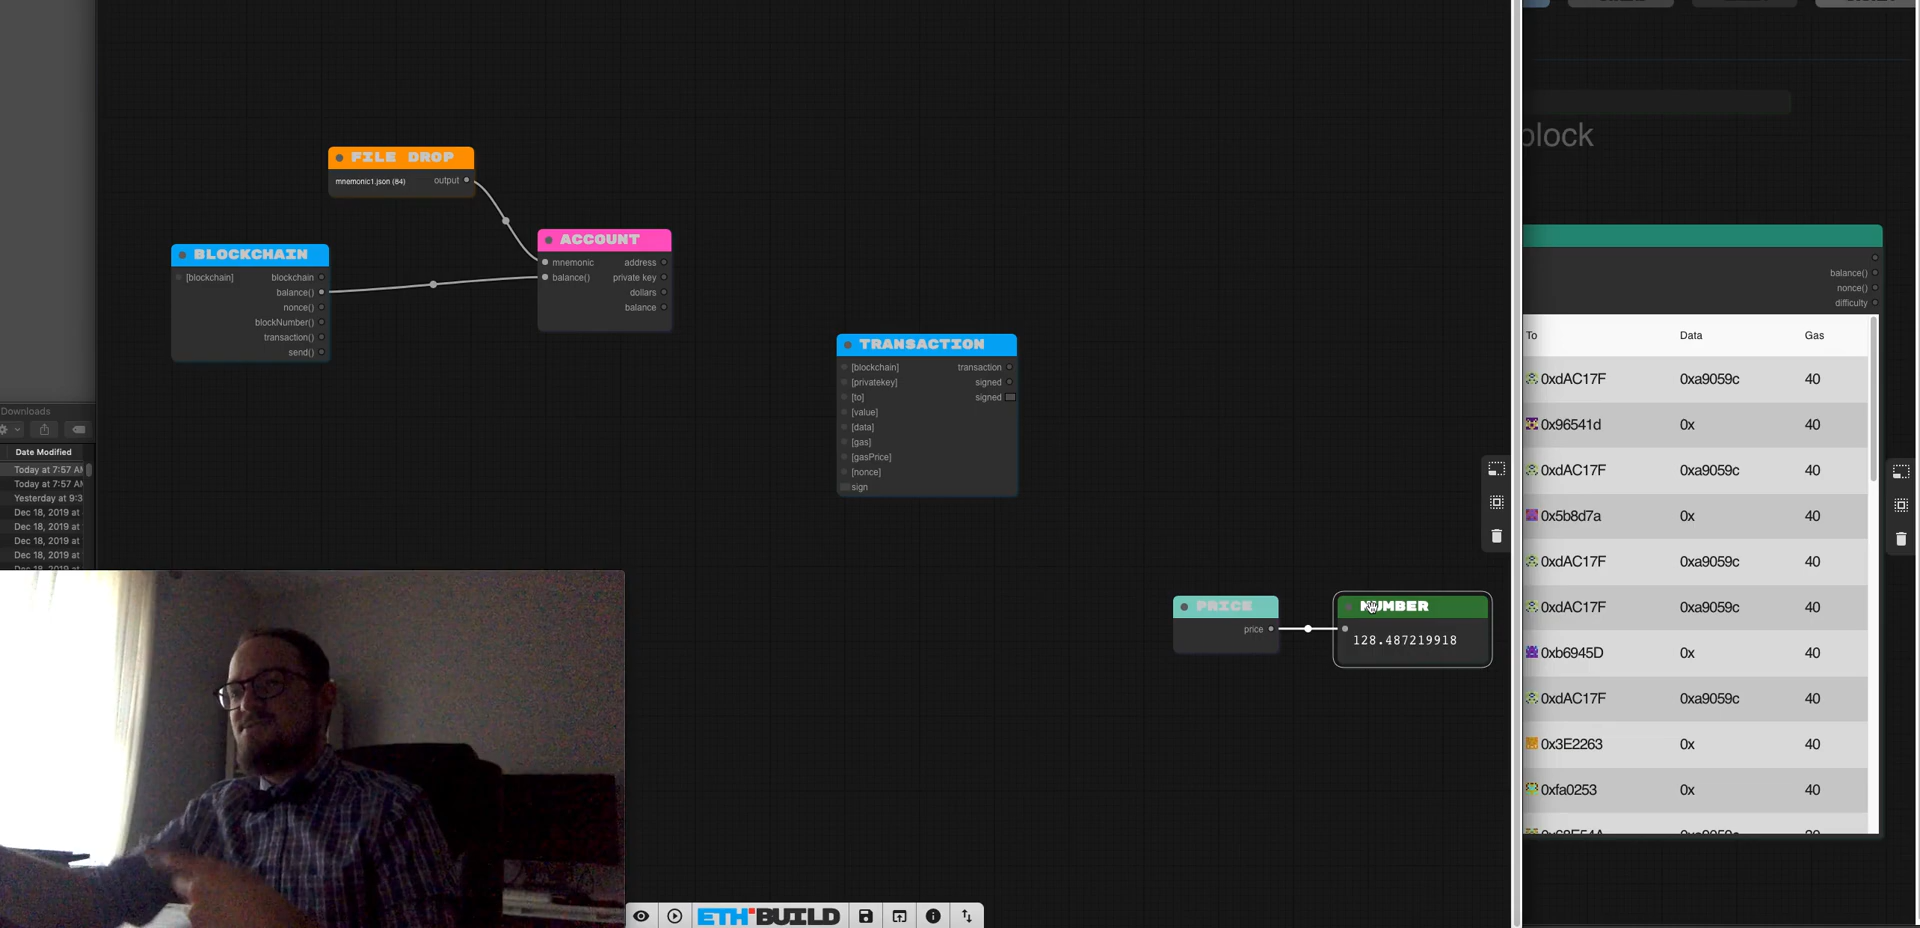 block
FILE DROP
mnemonic1.json (84)
output
BLOCKCHAIN
[blockchain]
blockchain
balance()
nonce()
blockNumber()
transaction()
send()
ACCOUNT
mnemonic
address
balance()
private key
dollars
balance
TRANSACTION
[blockchain]
transaction
[privatekey]
signed
[to]
signed
[value]
[data]
[gas]
[gasPrice]
[nonce]
sign
PRICE
price
NUMBER
128.487219918
Downloads
Date Modified
Today at 7:57 AM
Today at 7:57 AM
Yesterday at 9:3
Dec 18, 2019 at
Dec 18, 2019 at
Dec 18, 2019 at
Dec 18, 2019 at
balance()
nonce()
difficulty
To Data Gas
0xdAC17F 0xa9059c 40
0x96541d 0x 40
0xdAC17F 0xa9059c 40
0x5b8d7a 0x 40
0xdAC17F 0xa9059c 40
0xdAC17F 0xa9059c 40
0xb6945D 0x 40
0xdAC17F 0xa9059c 40
0x3E2263 0x 40
0xfa0253 0x 40
ETH.BUILD